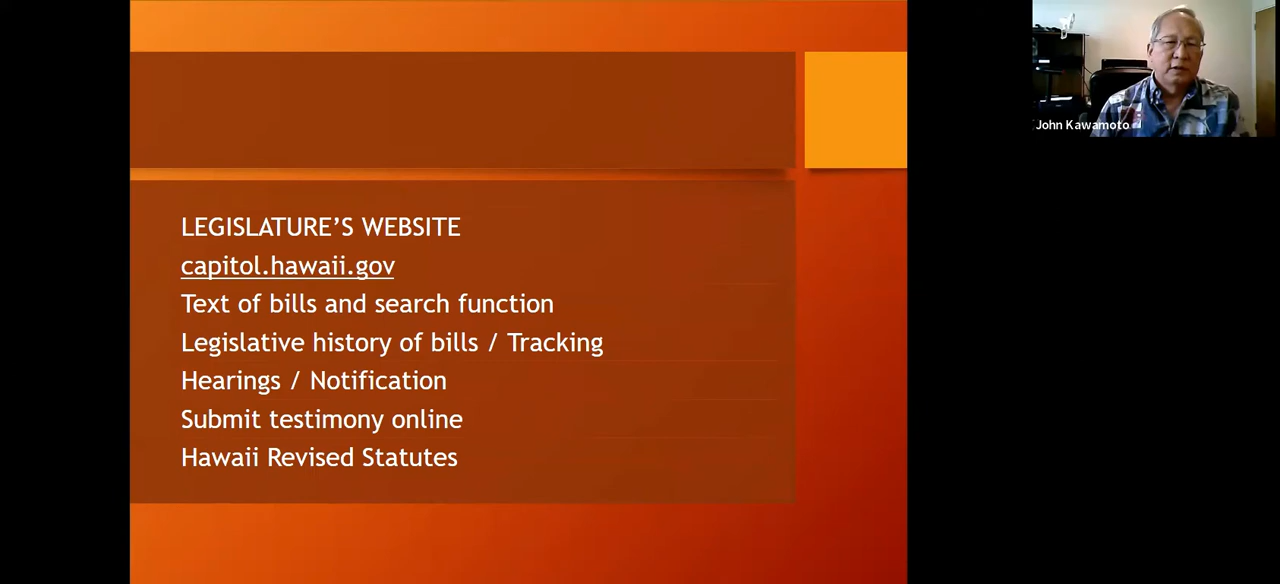 LEGISLATURE’S WEBSITE
capitol.hawaii.gov
Text of bills and search function
Legislative history of bills / Tracking
Hearings / Notification
Submit testimony online
Hawaii Revised Statutes
John Kawamoto